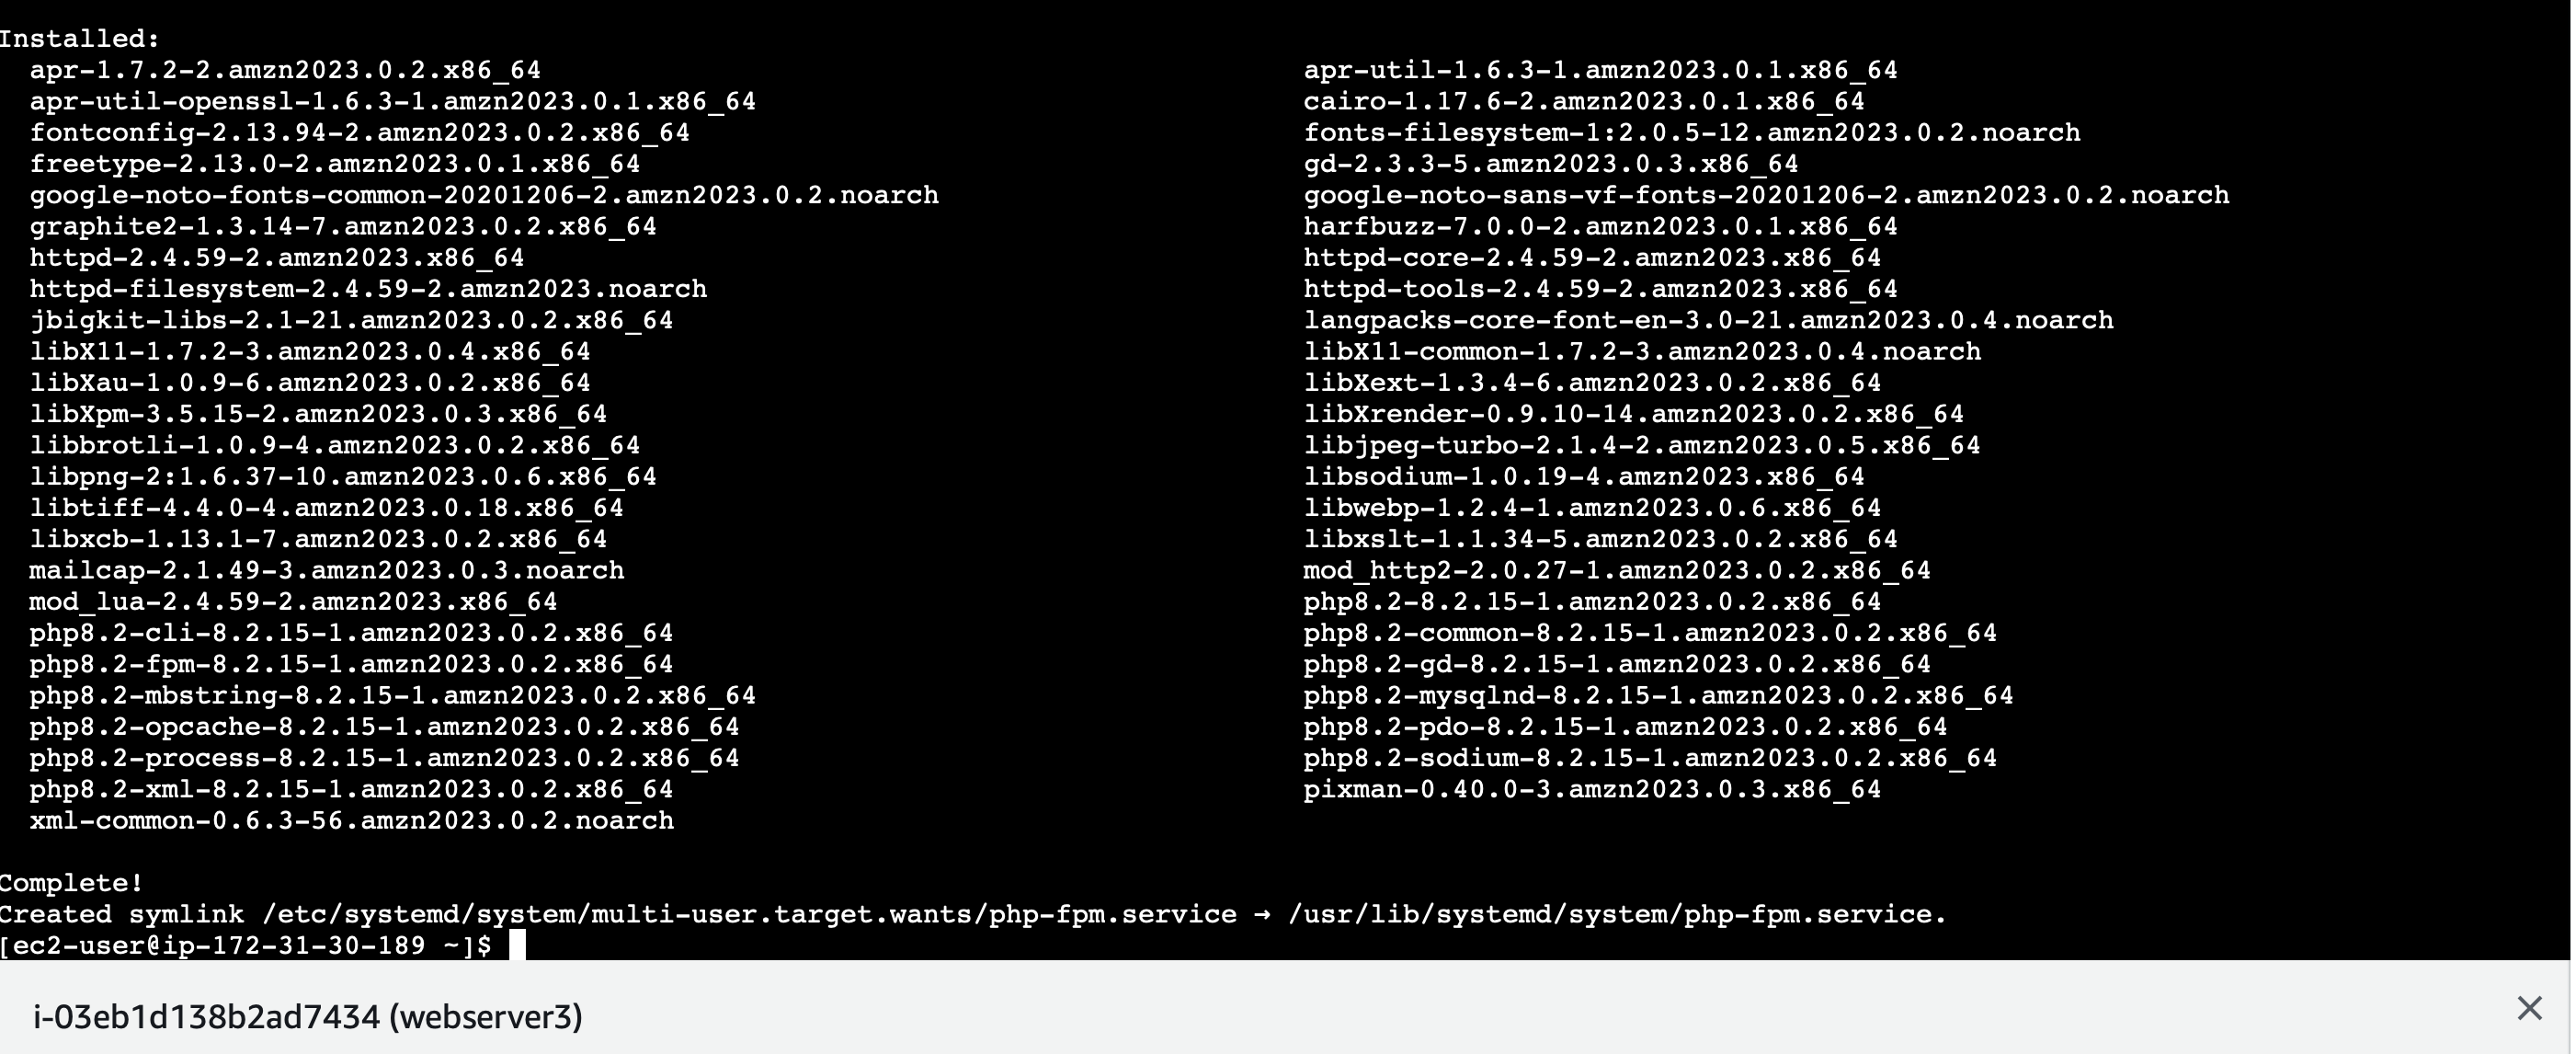 Installed:
apr-1.7.2-2.amzn2023.0.2.x86_64 apr-util-1.6.3-1.amzn2023.0.1.x86_64
apr-util-openssl-1.6.3-1.amzn2023.0.1.x86_64 cairo-1.17.6-2.amzn2023.0.1.x86_64
fontconfig-2.13.94-2.amzn2023.0.2.x86_64 fonts-filesystem-1:2.0.5-12.amzn2023.0.2.noarch
freetype-2.13.0-2.amzn2023.0.1.x86_64 gd-2.3.3-5.amzn2023.0.3.x86_64
google-noto-fonts-common-20201206-2.amzn2023.0.2.noarch google-noto-sans-vf-fonts-20201206-2.amzn2023.0.2.noarch
graphite2-1.3.14-7.amzn2023.0.2.x86_64 harfbuzz-7.0.0-2.amzn2023.0.1.x86_64
httpd-2.4.59-2.amzn2023.x86_64 httpd-core-2.4.59-2.amzn2023.x86_64
httpd-filesystem-2.4.59-2.amzn2023.noarch httpd-tools-2.4.59-2.amzn2023.x86_64
jbigkit-libs-2.1-21.amzn2023.0.2.x86_64 langpacks-core-font-en-3.0-21.amzn2023.0.4.noarch
libX11-1.7.2-3.amzn2023.0.4.x86_64 libX11-common-1.7.2-3.amzn2023.0.4.noarch
libXau-1.0.9-6.amzn2023.0.2.x86_64 libXext-1.3.4-6.amzn2023.0.2.x86_64
libXpm-3.5.15-2.amzn2023.0.3.x86_64 libXrender-0.9.10-14.amzn2023.0.2.x86_64
libbrotli-1.0.9-4.amzn2023.0.2.x86_64 libjpeg-turbo-2.1.4-2.amzn2023.0.5.x86_64
libpng-2:1.6.37-10.amzn2023.0.6.x86_64 libsodium-1.0.19-4.amzn2023.x86_64
libtiff-4.4.0-4.amzn2023.0.18.x86_64 libwebp-1.2.4-1.amzn2023.0.6.x86_64
libxcb-1.13.1-7.amzn2023.0.2.x86_64 libxslt-1.1.34-5.amzn2023.0.2.x86_64
mailcap-2.1.49-3.amzn2023.0.3.noarch mod_http2-2.0.27-1.amzn2023.0.2.x86_64
mod_lua-2.4.59-2.amzn2023.x86_64 php8.2-8.2.15-1.amzn2023.0.2.x86_64
php8.2-cli-8.2.15-1.amzn2023.0.2.x86_64 php8.2-common-8.2.15-1.amzn2023.0.2.x86_64
php8.2-fpm-8.2.15-1.amzn2023.0.2.x86_64 php8.2-gd-8.2.15-1.amzn2023.0.2.x86_64
php8.2-mbstring-8.2.15-1.amzn2023.0.2.x86_64 php8.2-mysqlnd-8.2.15-1.amzn2023.0.2.x86_64
php8.2-opcache-8.2.15-1.amzn2023.0.2.x86_64 php8.2-pdo-8.2.15-1.amzn2023.0.2.x86_64
php8.2-process-8.2.15-1.amzn2023.0.2.x86_64 php8.2-sodium-8.2.15-1.amzn2023.0.2.x86_64
php8.2-xml-8.2.15-1.amzn2023.0.2.x86_64 pixman-0.40.0-3.amzn2023.0.3.x86_64
xml-common-0.6.3-56.amzn2023.0.2.noarch
Complete!
Created symlink /etc/systemd/system/multi-user.target.wants/php-fpm.service → /usr/lib/systemd/system/php-fpm.service.
[ec2-user@ip-172-31-30-189 ~]$
i-03eb1d138b2ad7434 (webserver3)